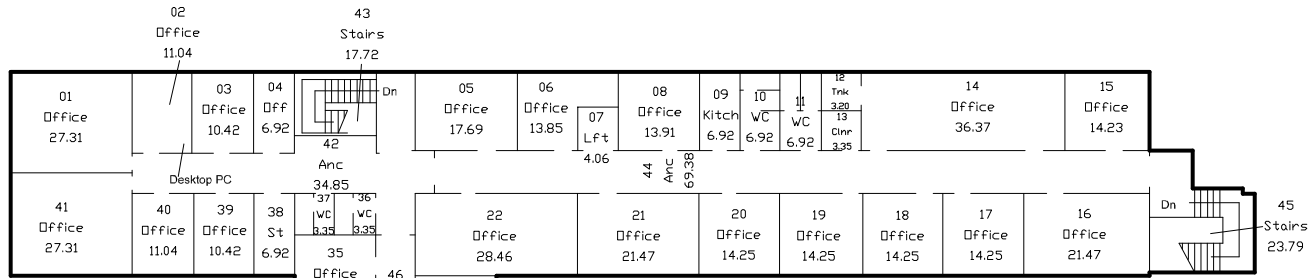 02
Office
11.04
43
Stairs
17.72
01
Office
27.31
03
Office
10.42
04
Off
6.92
Dn
05
Office
17.69
06
Office
13.85
07
Lft
4.06
08
Office
13.91
09
Kitch
6.92
10
WC
6.92
11
WC
6.92
12
Tnk
3.20
13
Clnr
3.35
14
Office
36.37
15
Office
14.23
42
Anc
34.85
44
Anc
69.38
Desktop PC
41
Office
27.31
40
Office
11.04
39
Office
10.42
38
St
6.92
37
WC
3.35
36
WC
3.35
35
Office
46
22
Office
28.46
21
Office
21.47
20
Office
14.25
19
Office
14.25
18
Office
14.25
17
Office
14.25
16
Office
21.47
Dn
45
Stairs
23.79